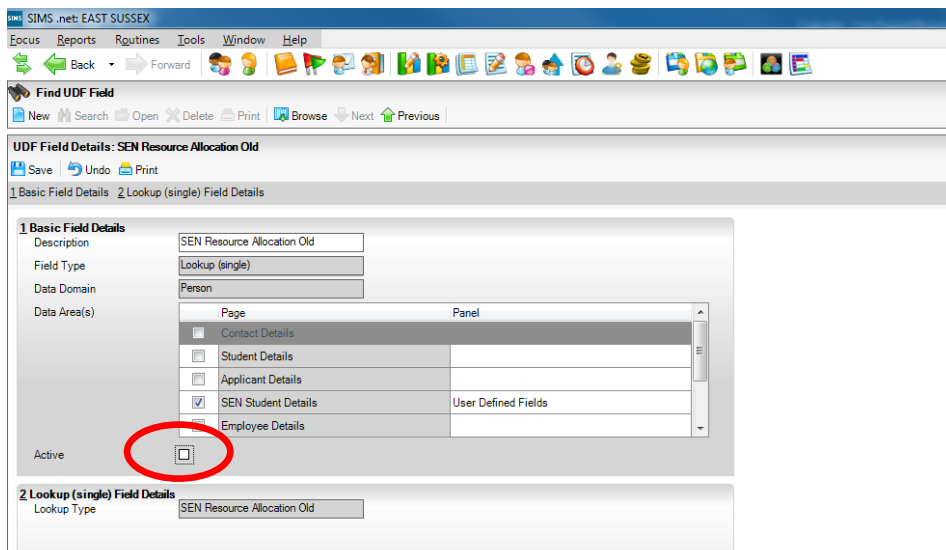 SIMS SIMS .net: EAST SUSSEX
Focus Reports Routines Tools Window Help
Back Forward
Find UDF Field
New Search Open Delete Print Browse Next Previous
UDF Field Details: SEN Resource Allocation Old
Save Undo Print
1 Basic Field Details 2 Lookup (single) Field Details
1 Basic Field Details
Description SEN Resource Allocation Old
Field Type Lookup (single)
Data Domain Person
Data Area(s) Page Panel
Contact Details
Student Details
Applicant Details
SEN Student Details User Defined Fields
Employee Details
Active
2 Lookup (single) Field Details
Lookup Type SEN Resource Allocation Old